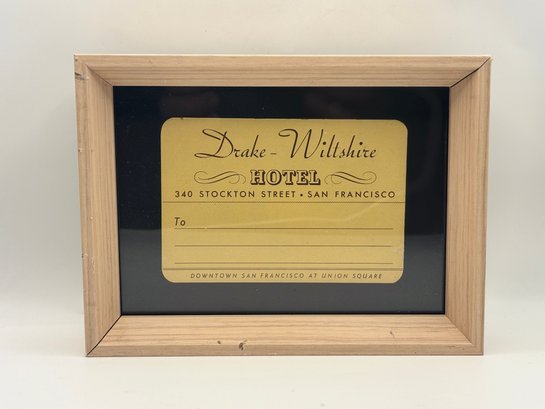 Drake - Wiltshire
HOTEL
340 STOCKTON STREET • SAN FRANCISCO
To
DOWNTOWN SAN FRANCISCO AT UNION SQUARE